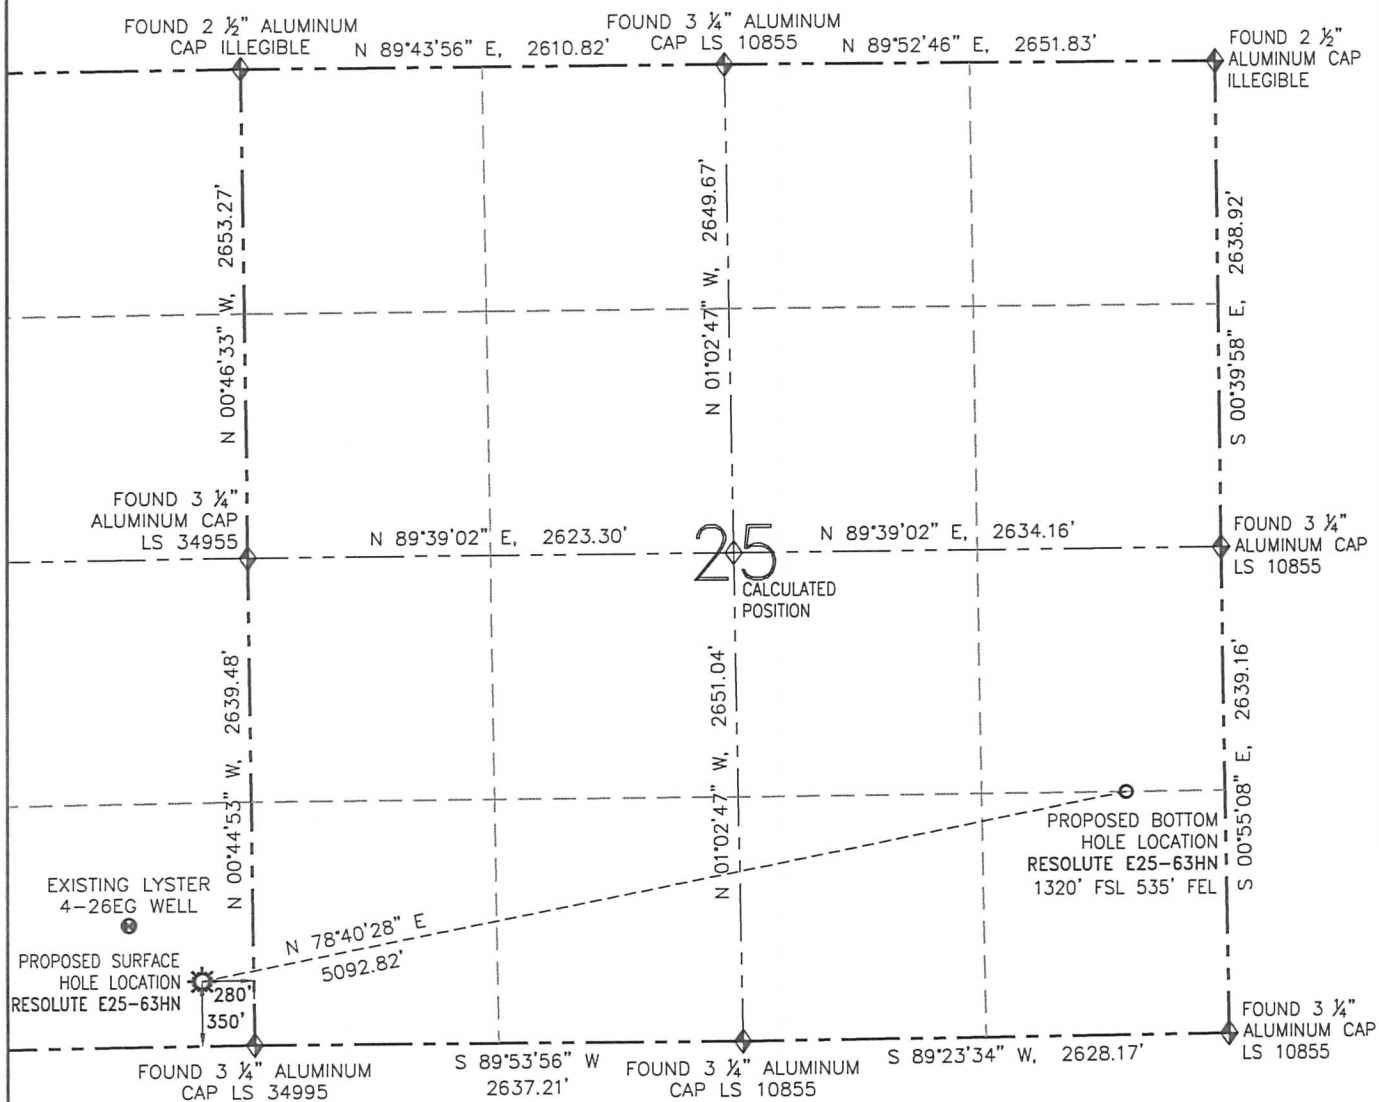 FOUND 2 ½" ALUMINUM
CAP ILLEGIBLE
N 89°43'56" E, 2610.82'
FOUND 3 ¼" ALUMINUM
CAP LS 10855
N 89°52'46" E, 2651.83'
FOUND 2 ½"
ALUMINUM CAP
ILLEGIBLE
N 00°46'33" W, 2653.27'
N 01°02'47" W, 2649.67'
S 00°39'58" E, 2638.92'
FOUND 3 ¼"
ALUMINUM CAP
LS 34955
N 89°39'02" E, 2623.30'
25
CALCULATED
POSITION
N 89°39'02" E, 2634.16'
FOUND 3 ¼"
ALUMINUM CAP
LS 10855
N 00°44'53" W, 2639.48'
N 01°02'47" W, 2651.04'
S 00°55'08" E, 2639.16'
PROPOSED BOTTOM
HOLE LOCATION
RESOLUTE E25-63HN
1320' FSL 535' FEL
EXISTING LYSTER
4-26EG WELL
N 78°40'28" E
5092.82'
PROPOSED SURFACE
HOLE LOCATION
RESOLUTE E25-63HN
280'
350'
FOUND 3 ¼" ALUMINUM
CAP LS 34995
S 89°53'56" W
2637.21'
FOUND 3 ¼" ALUMINUM
CAP LS 10855
S 89°23'34" W, 2628.17'
FOUND 3 ¼"
ALUMINUM CAP
LS 10855